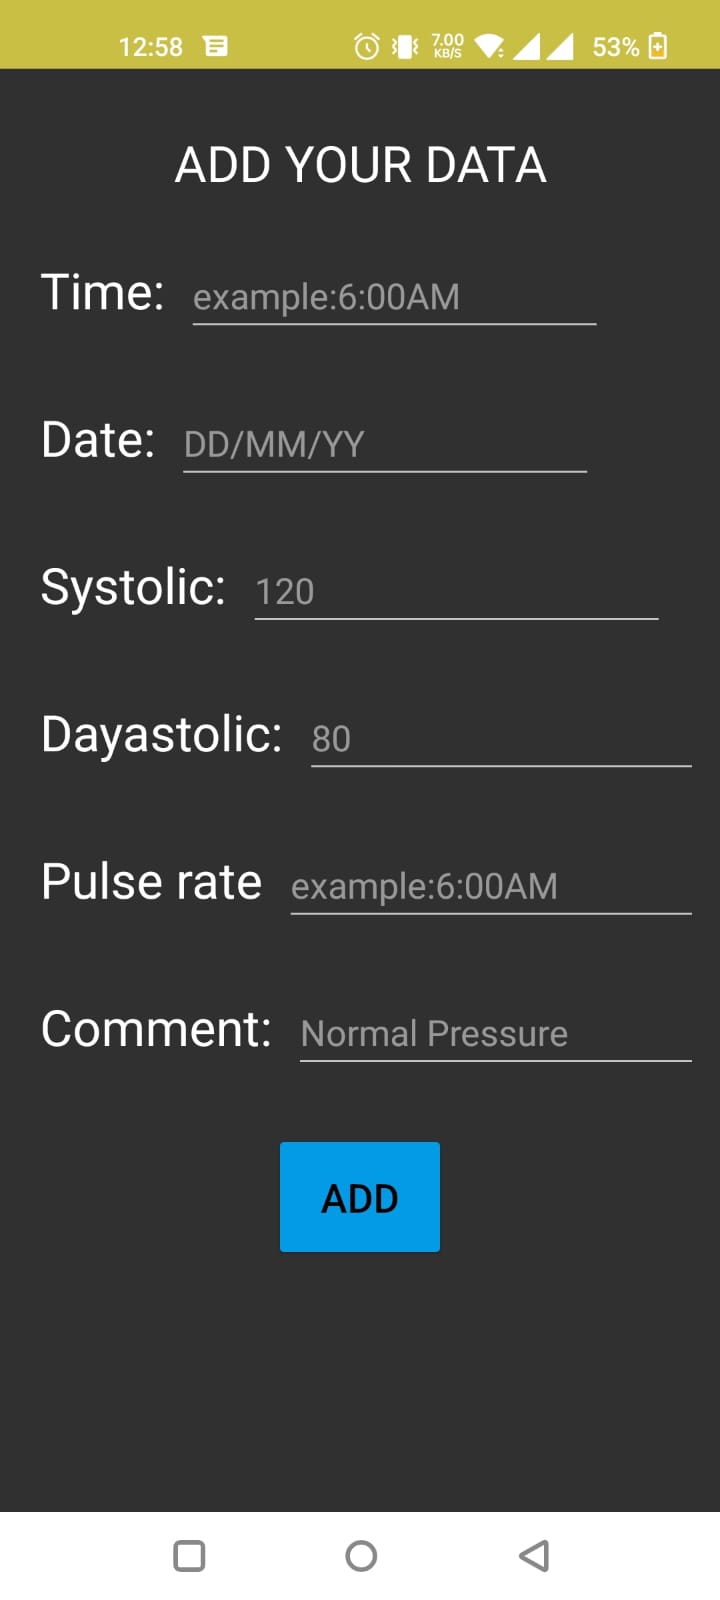 12:58 7.00 KB/S 53%
ADD YOUR DATA
Time: example:6:00AM
Date: DD/MM/YY
Systolic: 120
Dayastolic: 80
Pulse rate example:6:00AM
Comment: Normal Pressure
ADD